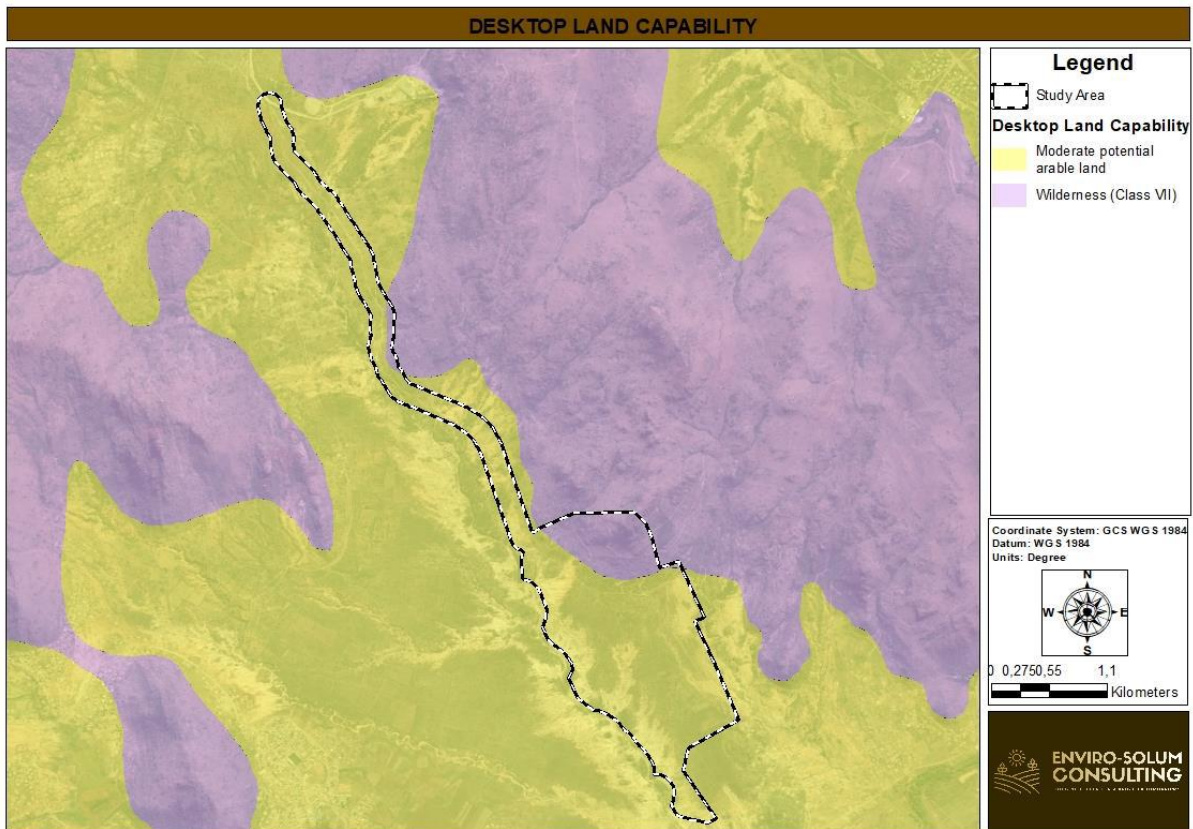 DESKTOP LAND CAPABILITY
Legend
Study Area
Desktop Land Capability
Moderate potential
arable land
Wilderness (Class VII)
Coordinate System: GCS WGS 1984
Datum: WGS 1984
Units: Degree
N
W E
S
0 0,2750,55 1,1
Kilometers
ENVIRO-SOLUM
CONSULTING